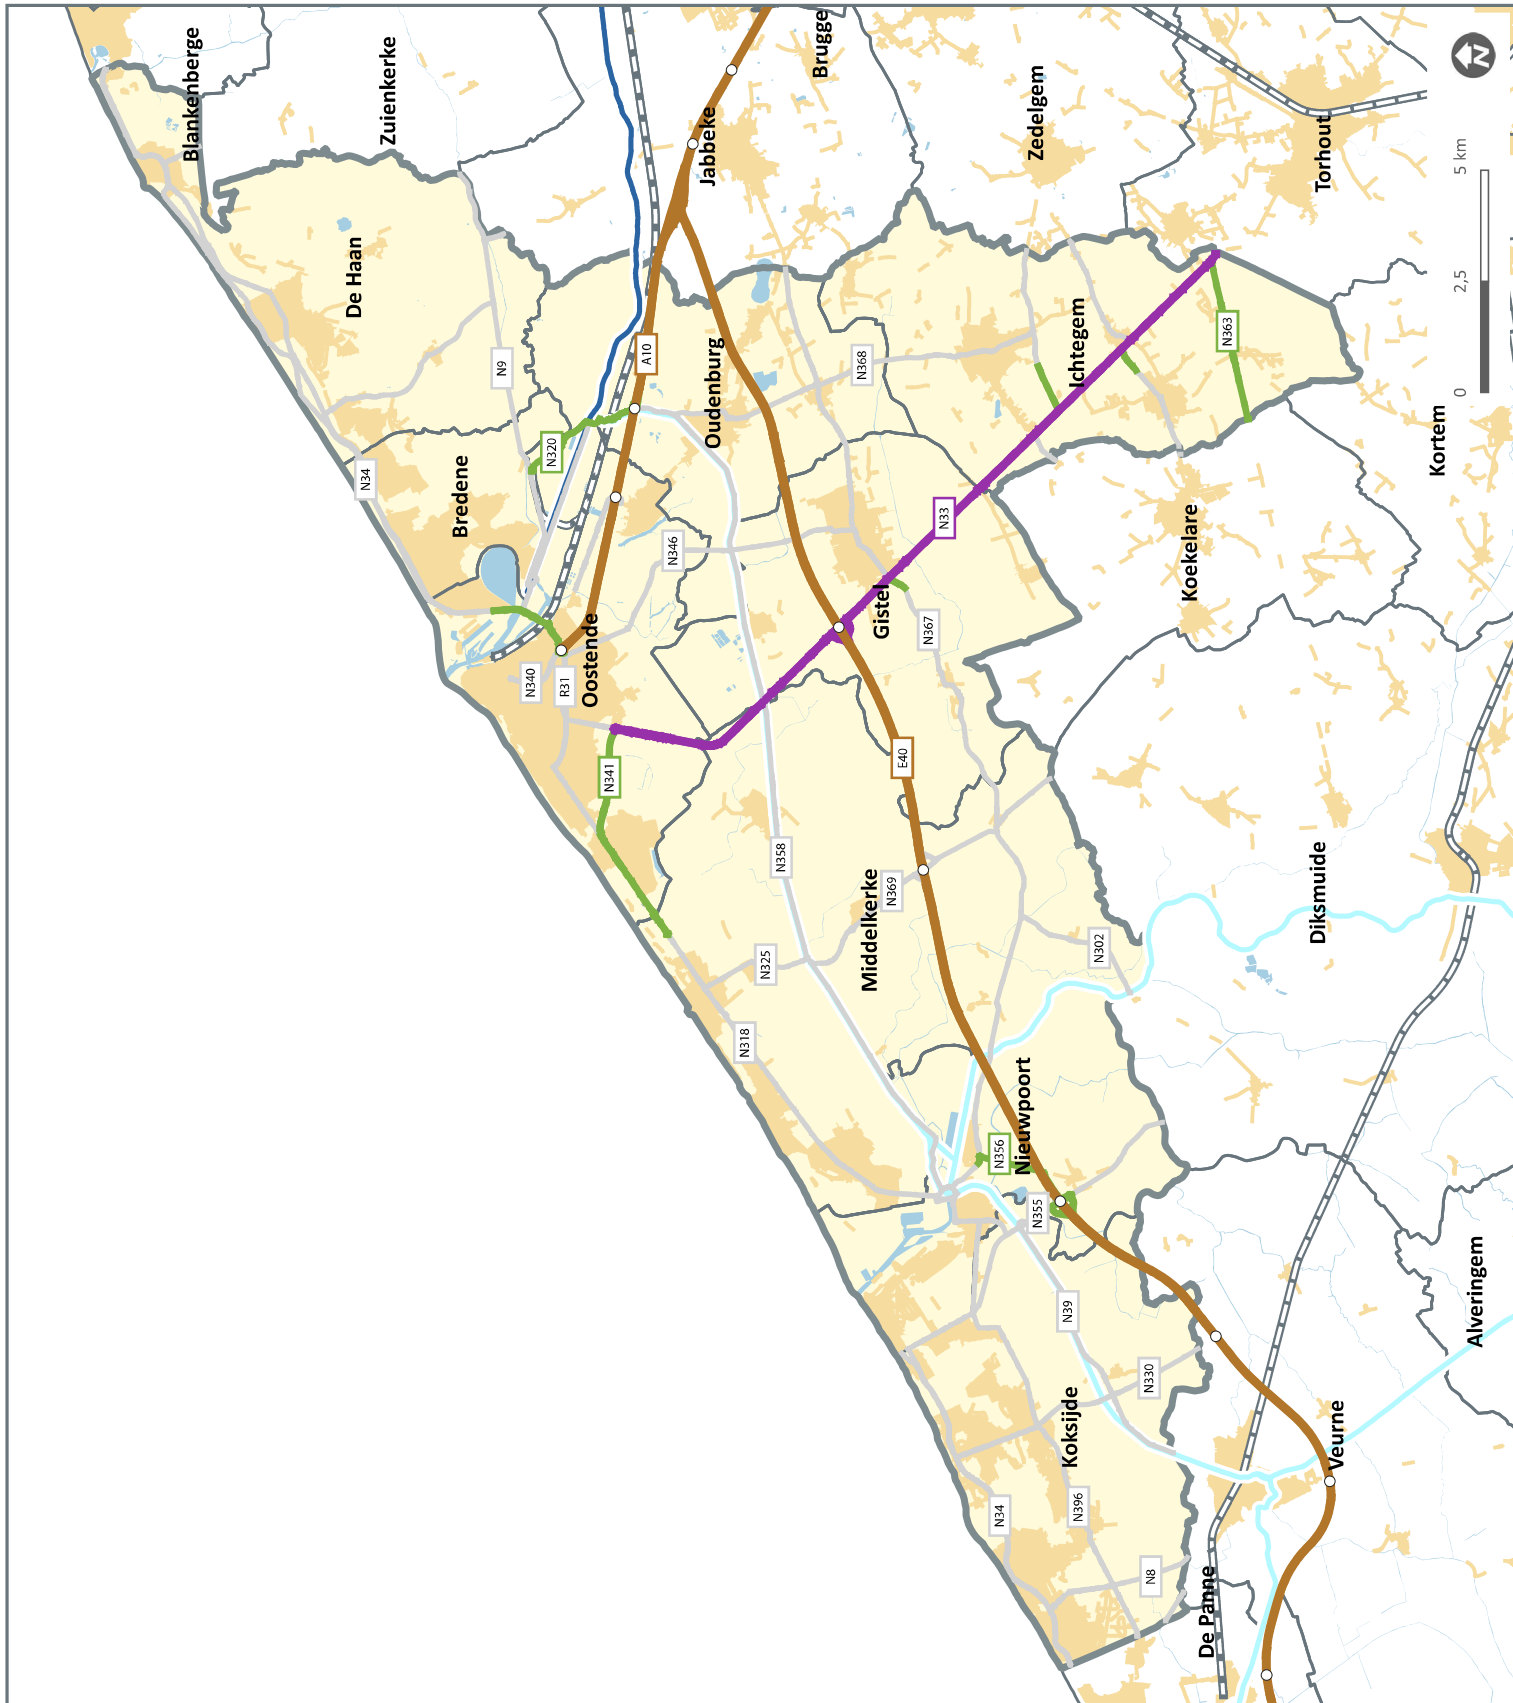 Blankenberge
Zuienkerke
De Haan
Brugge
Jabbeke
Zedelgem
Torhout
N
5 km
2,5
0
N9
A10
N34
N320
Bredene
Oudenburg
N368
Ichtegem
N363
Kortem
N346
N33
Koekelare
Oostende
N340
R31
Gistel
N367
N341
E40
N358
Middelkerke
N369
Diksmuide
N325
N302
N318
Nieuwpoort
N356
N355
N39
N330
Koksijde
Alveringem
Veurne
N34
N396
N8
De Panne